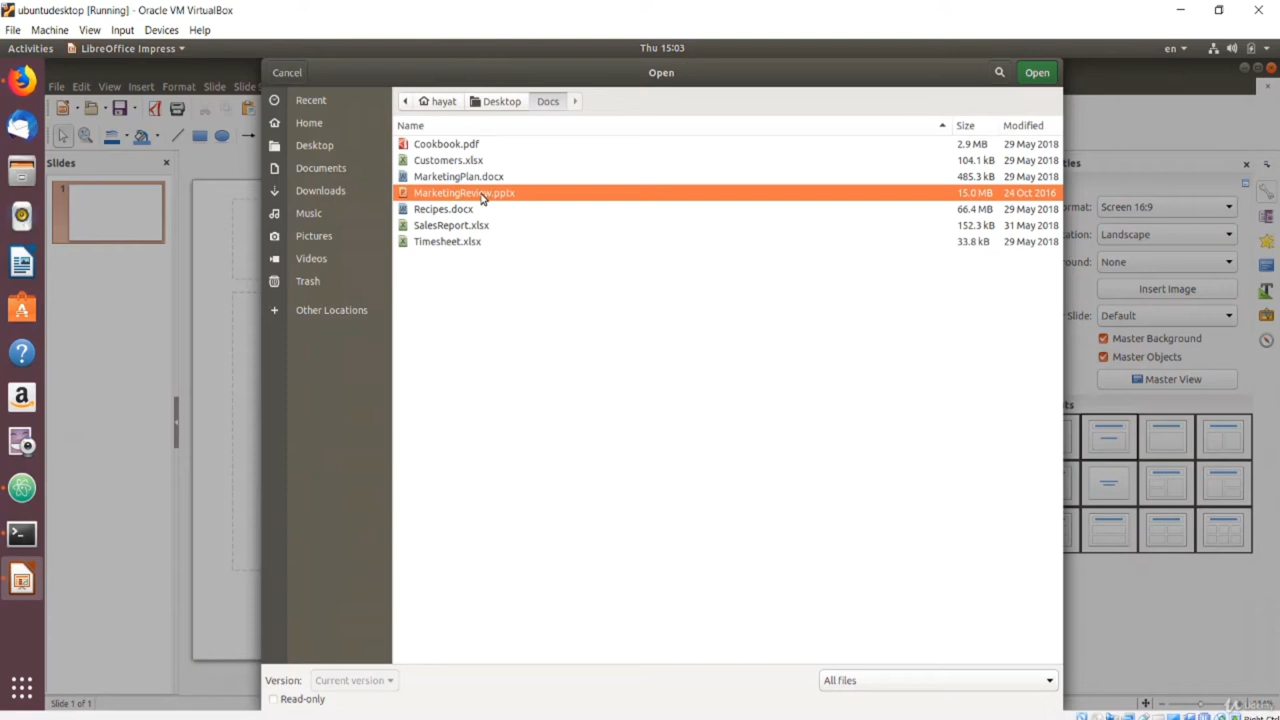 ubuntudesktop [Running] - Oracle VM VirtualBox
File Machine View Input Devices Help
Activities LibreOffice Impress Thu 15:03 en
Cancel Open Open
File Edit View Insert Format Slide
hayat Desktop Docs
Name Size Modified
Recent
Home
Desktop
Documents
Downloads
Music
Pictures
Videos
Trash
Other Locations
Cookbook.pdf 2.9 MB 29 May 2018
Customers.xlsx 104.1 kB 29 May 2018
MarketingPlan.docx 485.3 kB 29 May 2018
MarketingReview.pptx 15.0 MB 24 Oct 2016
Recipes.docx 66.4 MB 29 May 2018
SalesReport.xlsx 152.3 kB 31 May 2018
Timesheet.xlsx 33.8 kB 29 May 2018
Slides
1
Screen 16:9
Landscape
None
Insert Image
Slide: Default
Master Background
Master Objects
Master View
Version: Current version
All files
Read-only
Slide 1 of 1